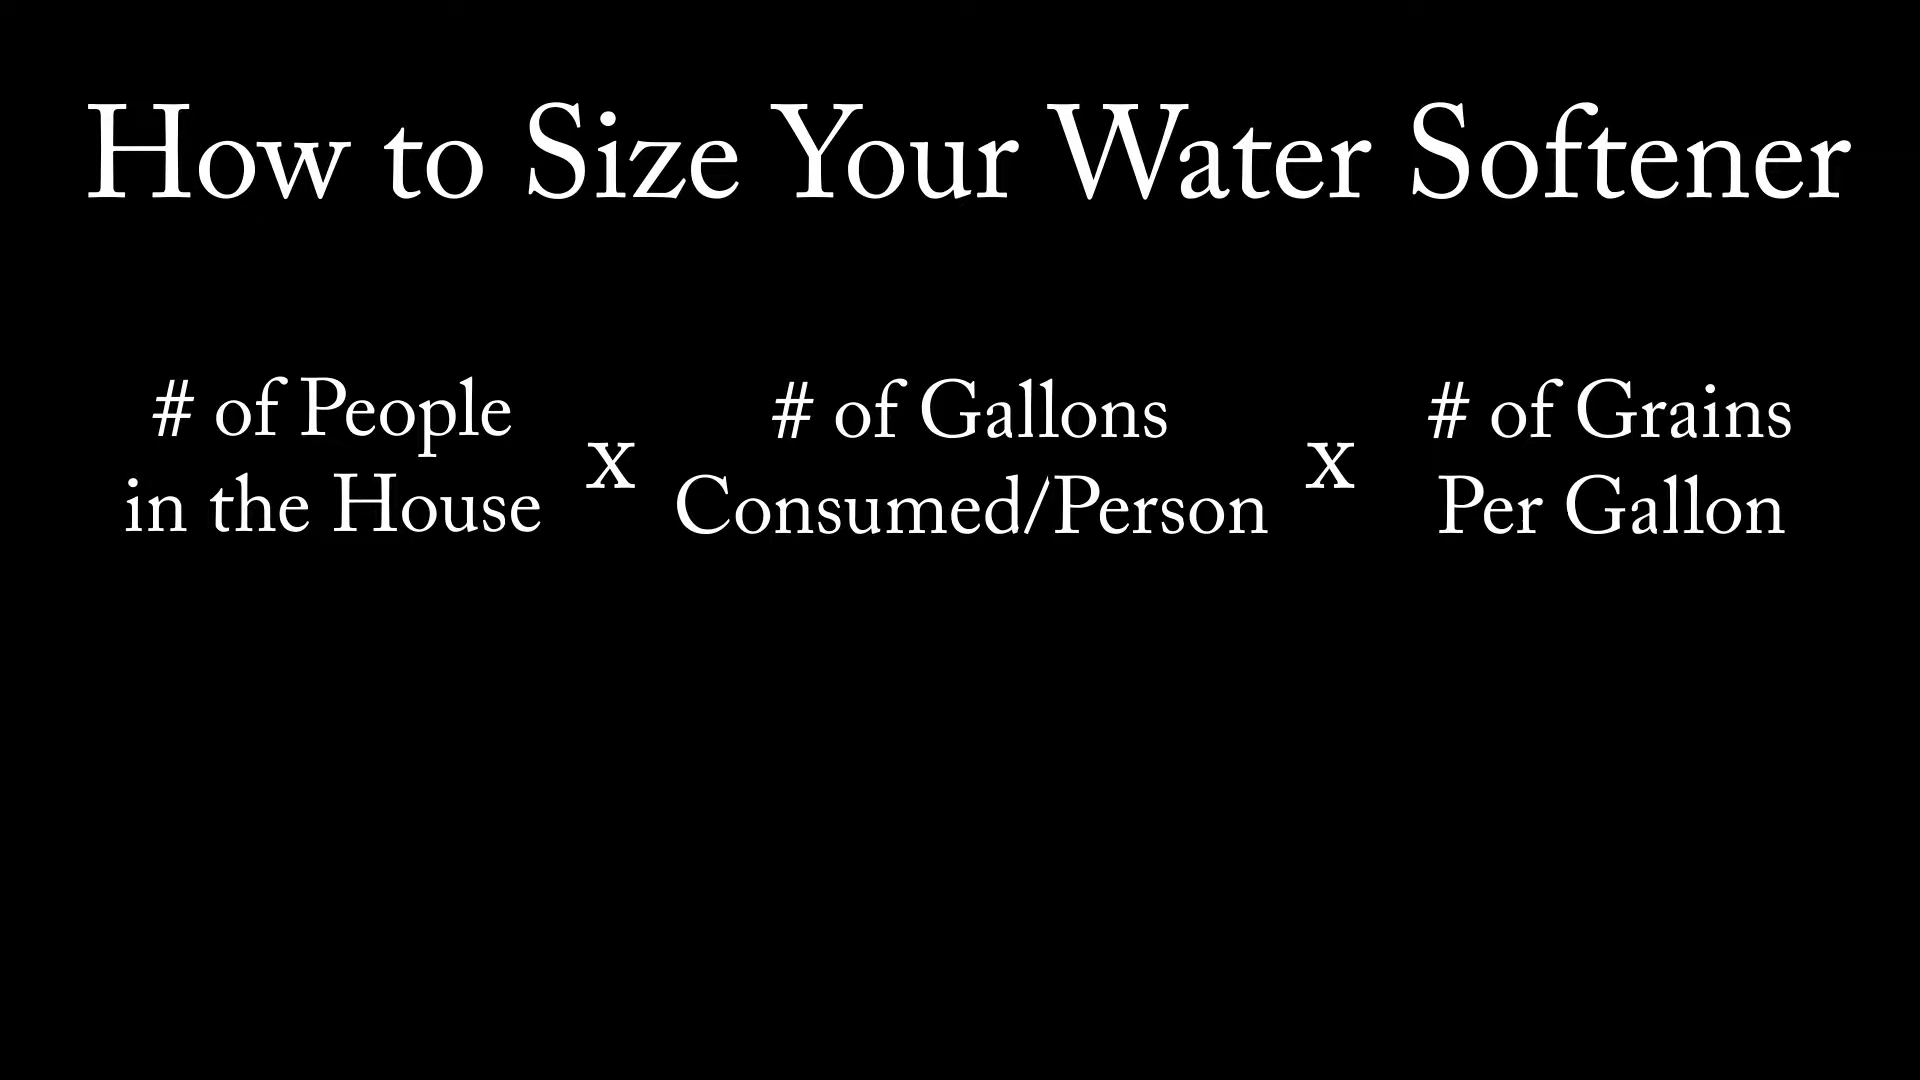 How to Size Your Water Softener
# of People
in the House
x
# of Gallons
Consumed/Person
x
# of Grains
Per Gallon